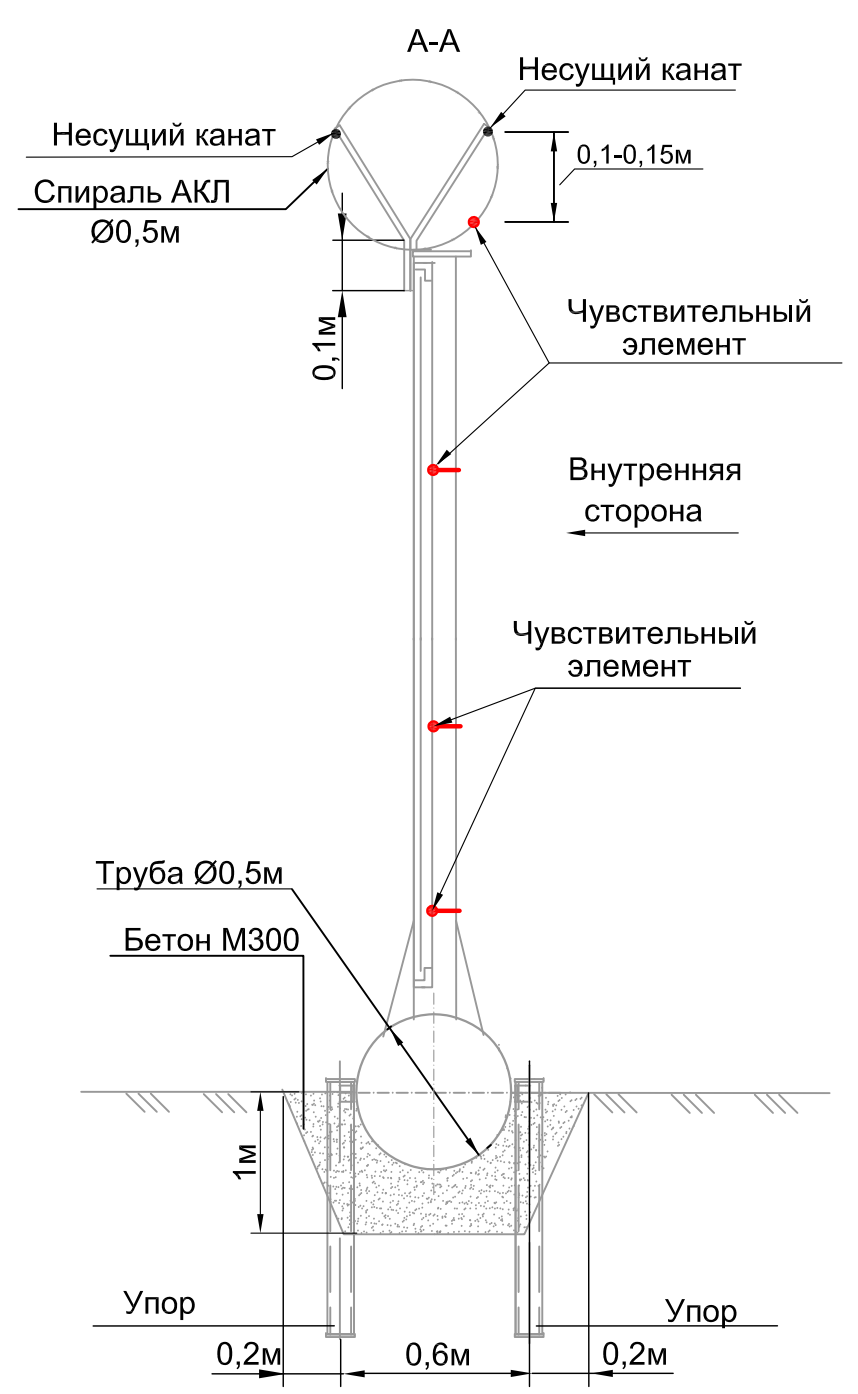 А-А
Несущий канат
Несущий канат
0,1-0,15м
Спираль АКЛ
Ø0,5м
0,1м
Чувствительный
элемент
Внутренняя
сторона
Чувствительный
элемент
Труба Ø0,5м
Бетон М300
1м
Упор
Упор
0,2м
0,6м
0,2м